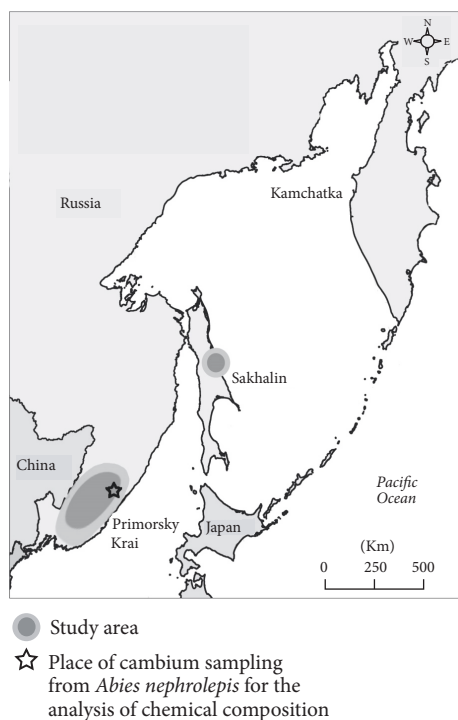 N
W E
S
Kamchatka
Russia
Sakhalin
China
Pacific
Ocean
Primorsky
Krai
Japan
(Km)
0 250 500
Study area
Place of cambium sampling
from Abies nephrolepis for the
analysis of chemical composition